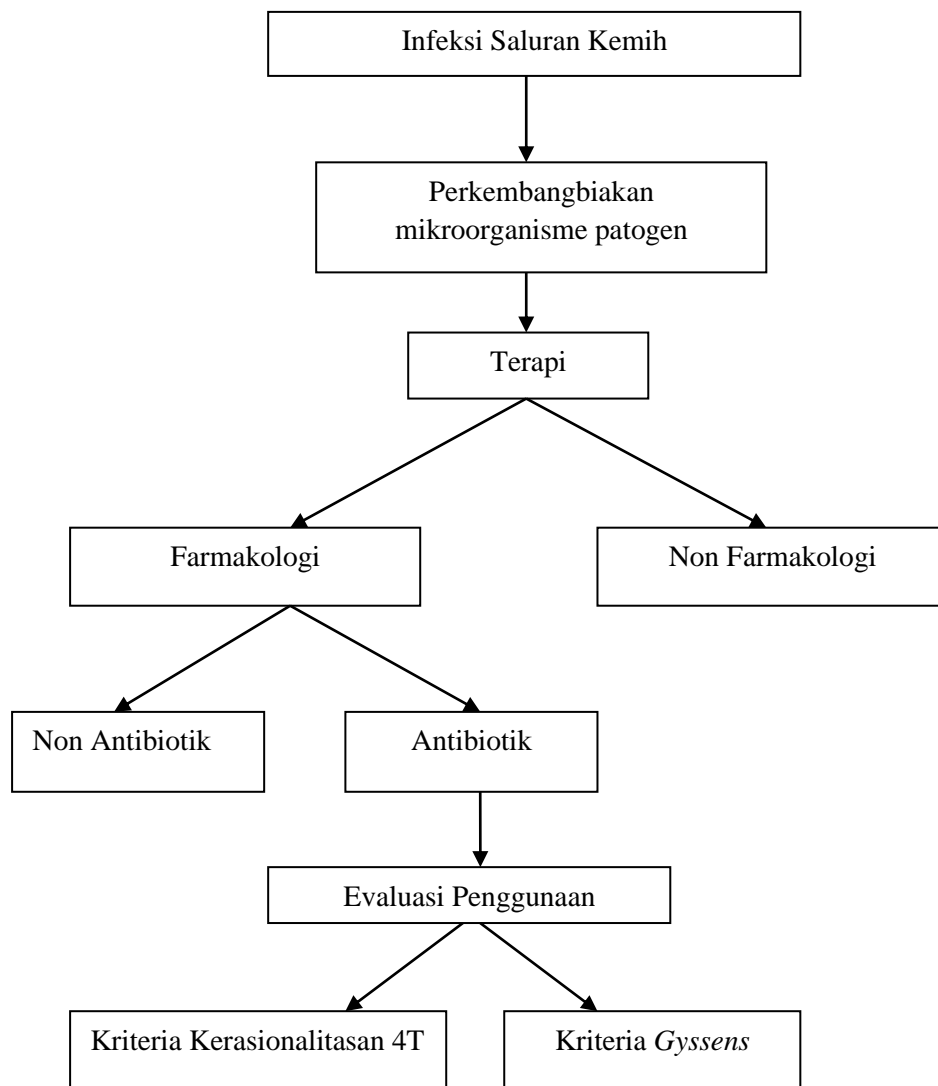 Infeksi Saluran Kemih
Perkembangbiakan
mikroorganisme patogen
Terapi
Farmakologi
Non Farmakologi
Non Antibiotik
Antibiotik
Evaluasi Penggunaan
Kriteria Kerasionalitasan 4T
Kriteria Gyssens